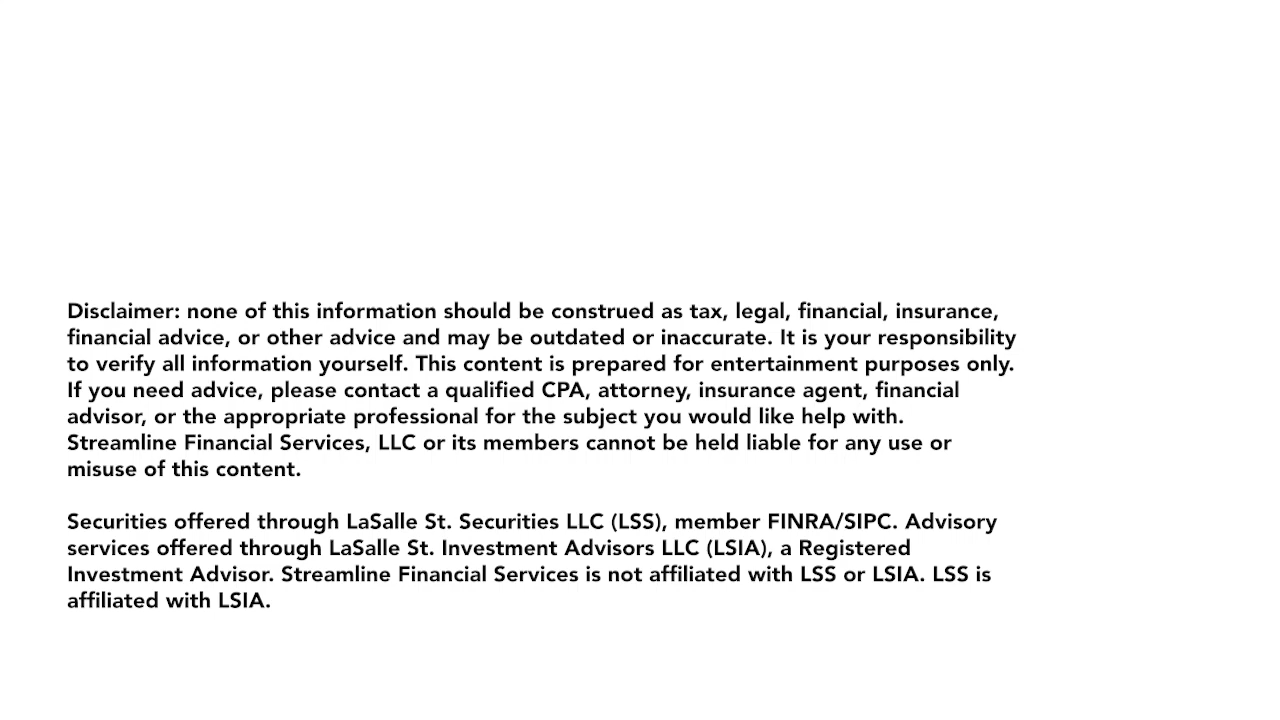 Disclaimer: none of this information should be construed as tax, legal, financial, insurance,
financial advice, or other advice and may be outdated or inaccurate. It is your responsibility
to verify all information yourself. This content is prepared for entertainment purposes only.
If you need advice, please contact a qualified CPA, attorney, insurance agent, financial
advisor, or the appropriate professional for the subject you would like help with.
Streamline Financial Services, LLC or its members cannot be held liable for any use or
misuse of this content.
Securities offered through LaSalle St. Securities LLC (LSS), member FINRA/SIPC. Advisory
services offered through LaSalle St. Investment Advisors LLC (LSIA), a Registered
Investment Advisor. Streamline Financial Services is not affiliated with LSS or LSIA. LSS is
affiliated with LSIA.